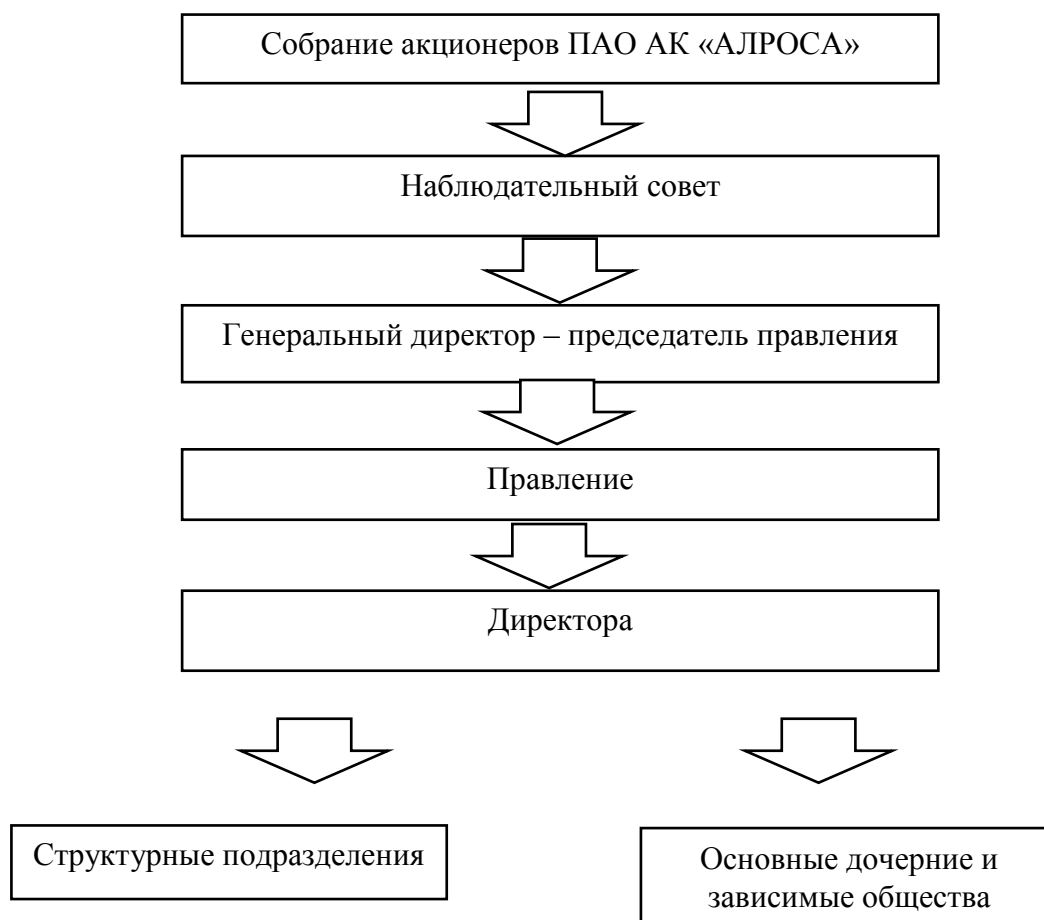 Собрание акционеров ПАО АК «АЛРОСА»
Наблюдательный совет
Генеральный директор – председатель правления
Правление
Директора
Структурные подразделения
Основные дочерние и
зависимые общества